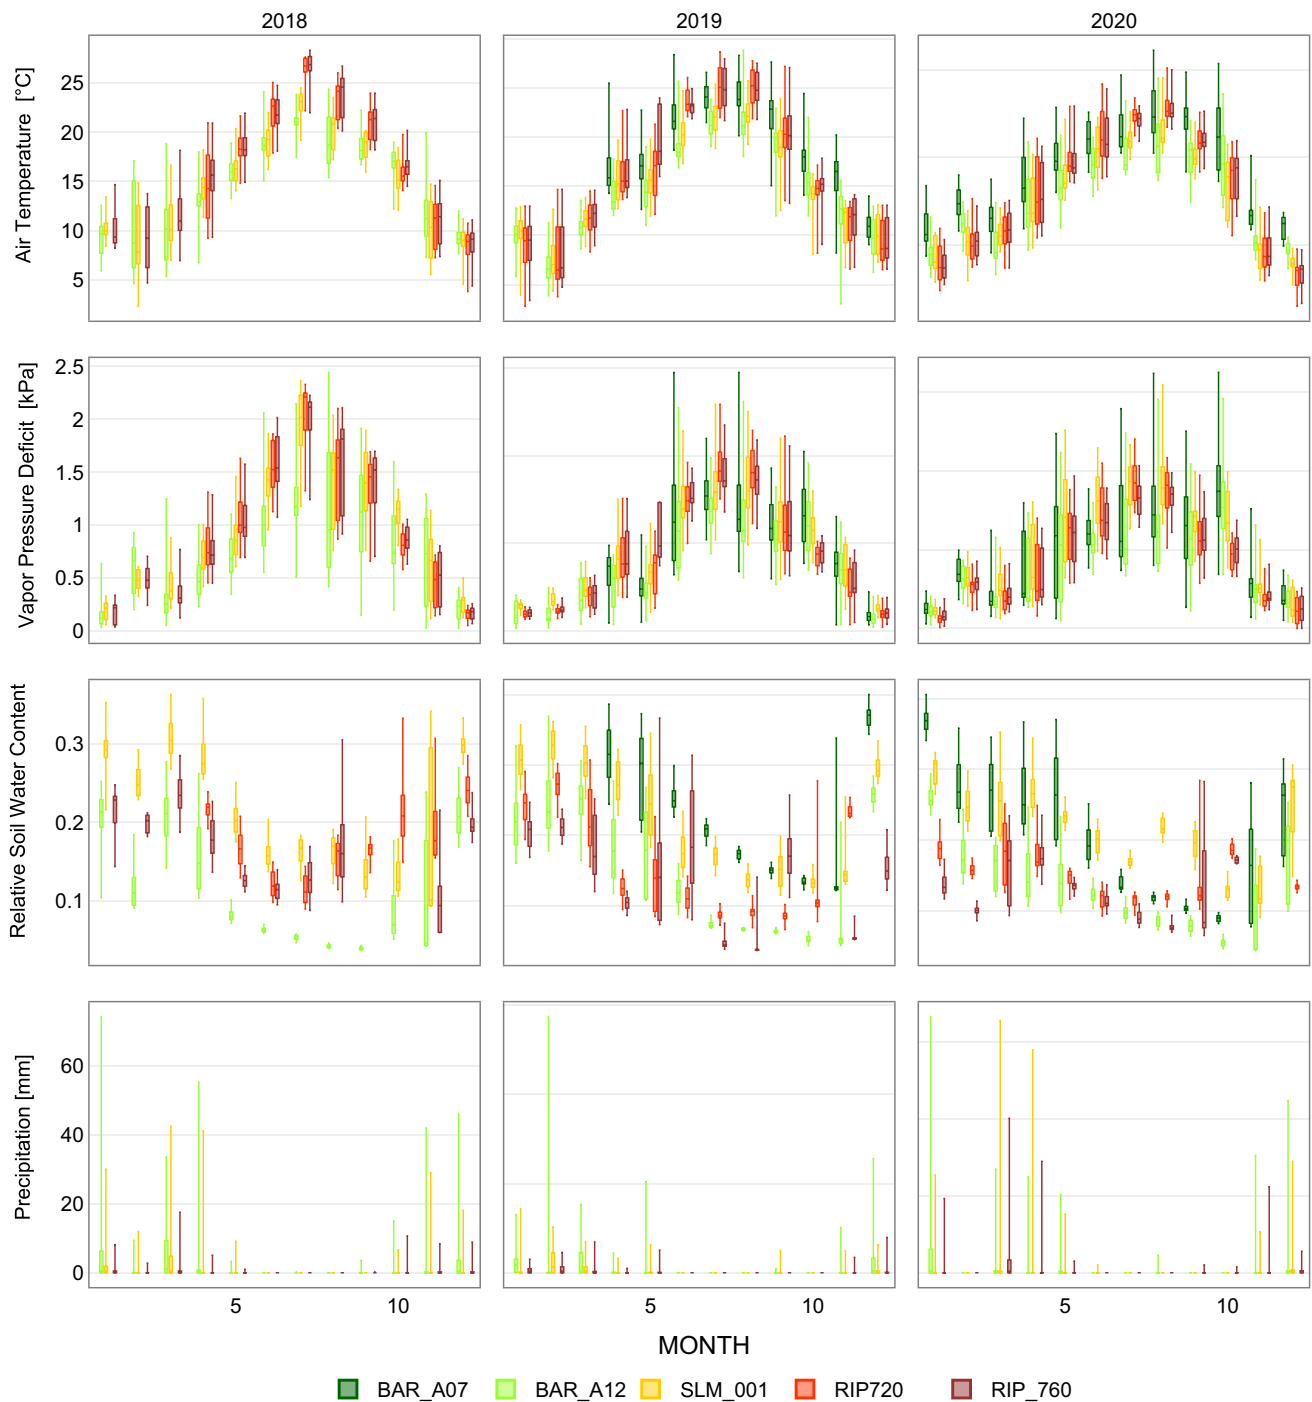 2018 2019 2020
Air Temperature [°C]
25
20
15
10
5
Vapor Pressure Deficit [kPa]
2.5
2
1.5
1
0.5
0
Relative Soil Water Content
0.3
0.2
0.1
Precipitation [mm]
60
40
20
0
5 10 5 10 5 10
MONTH
BAR_A07 BAR_A12 SLM_001 RIP720 RIP_760